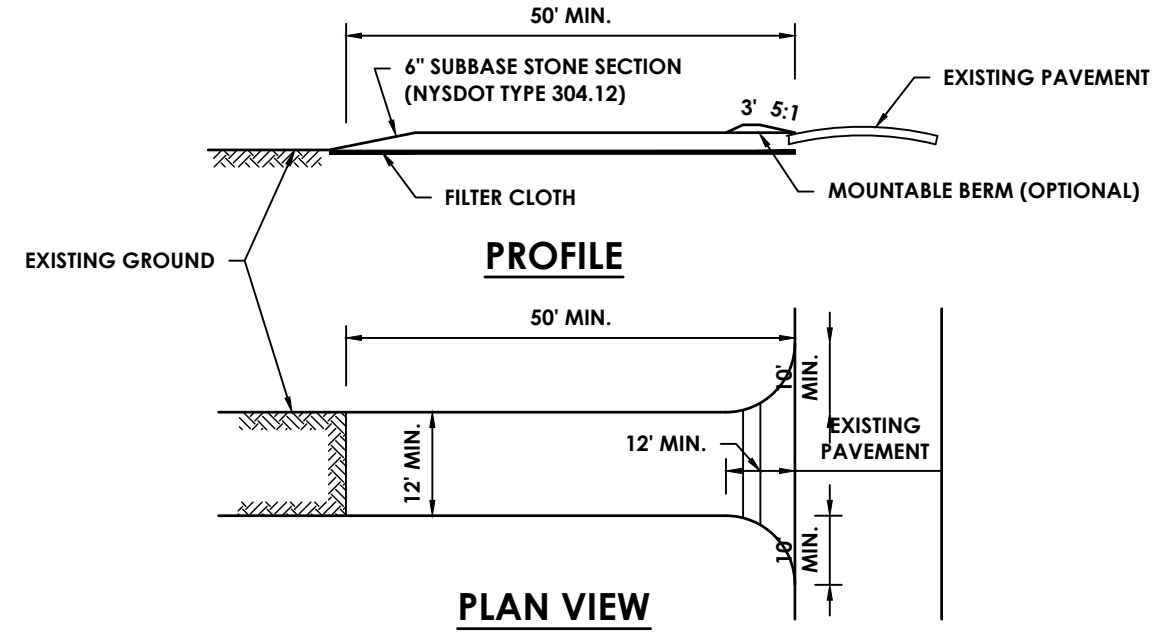 50' MIN.
6" SUBBASE STONE SECTION
(NYSDOT TYPE 304.12)
3' 5:1
EXISTING PAVEMENT
FILTER CLOTH
MOUNTABLE BERM (OPTIONAL)
EXISTING GROUND
PROFILE
50' MIN.
10'
MIN.
12' MIN.
12' MIN.
EXISTING
PAVEMENT
10'
MIN.
PLAN VIEW